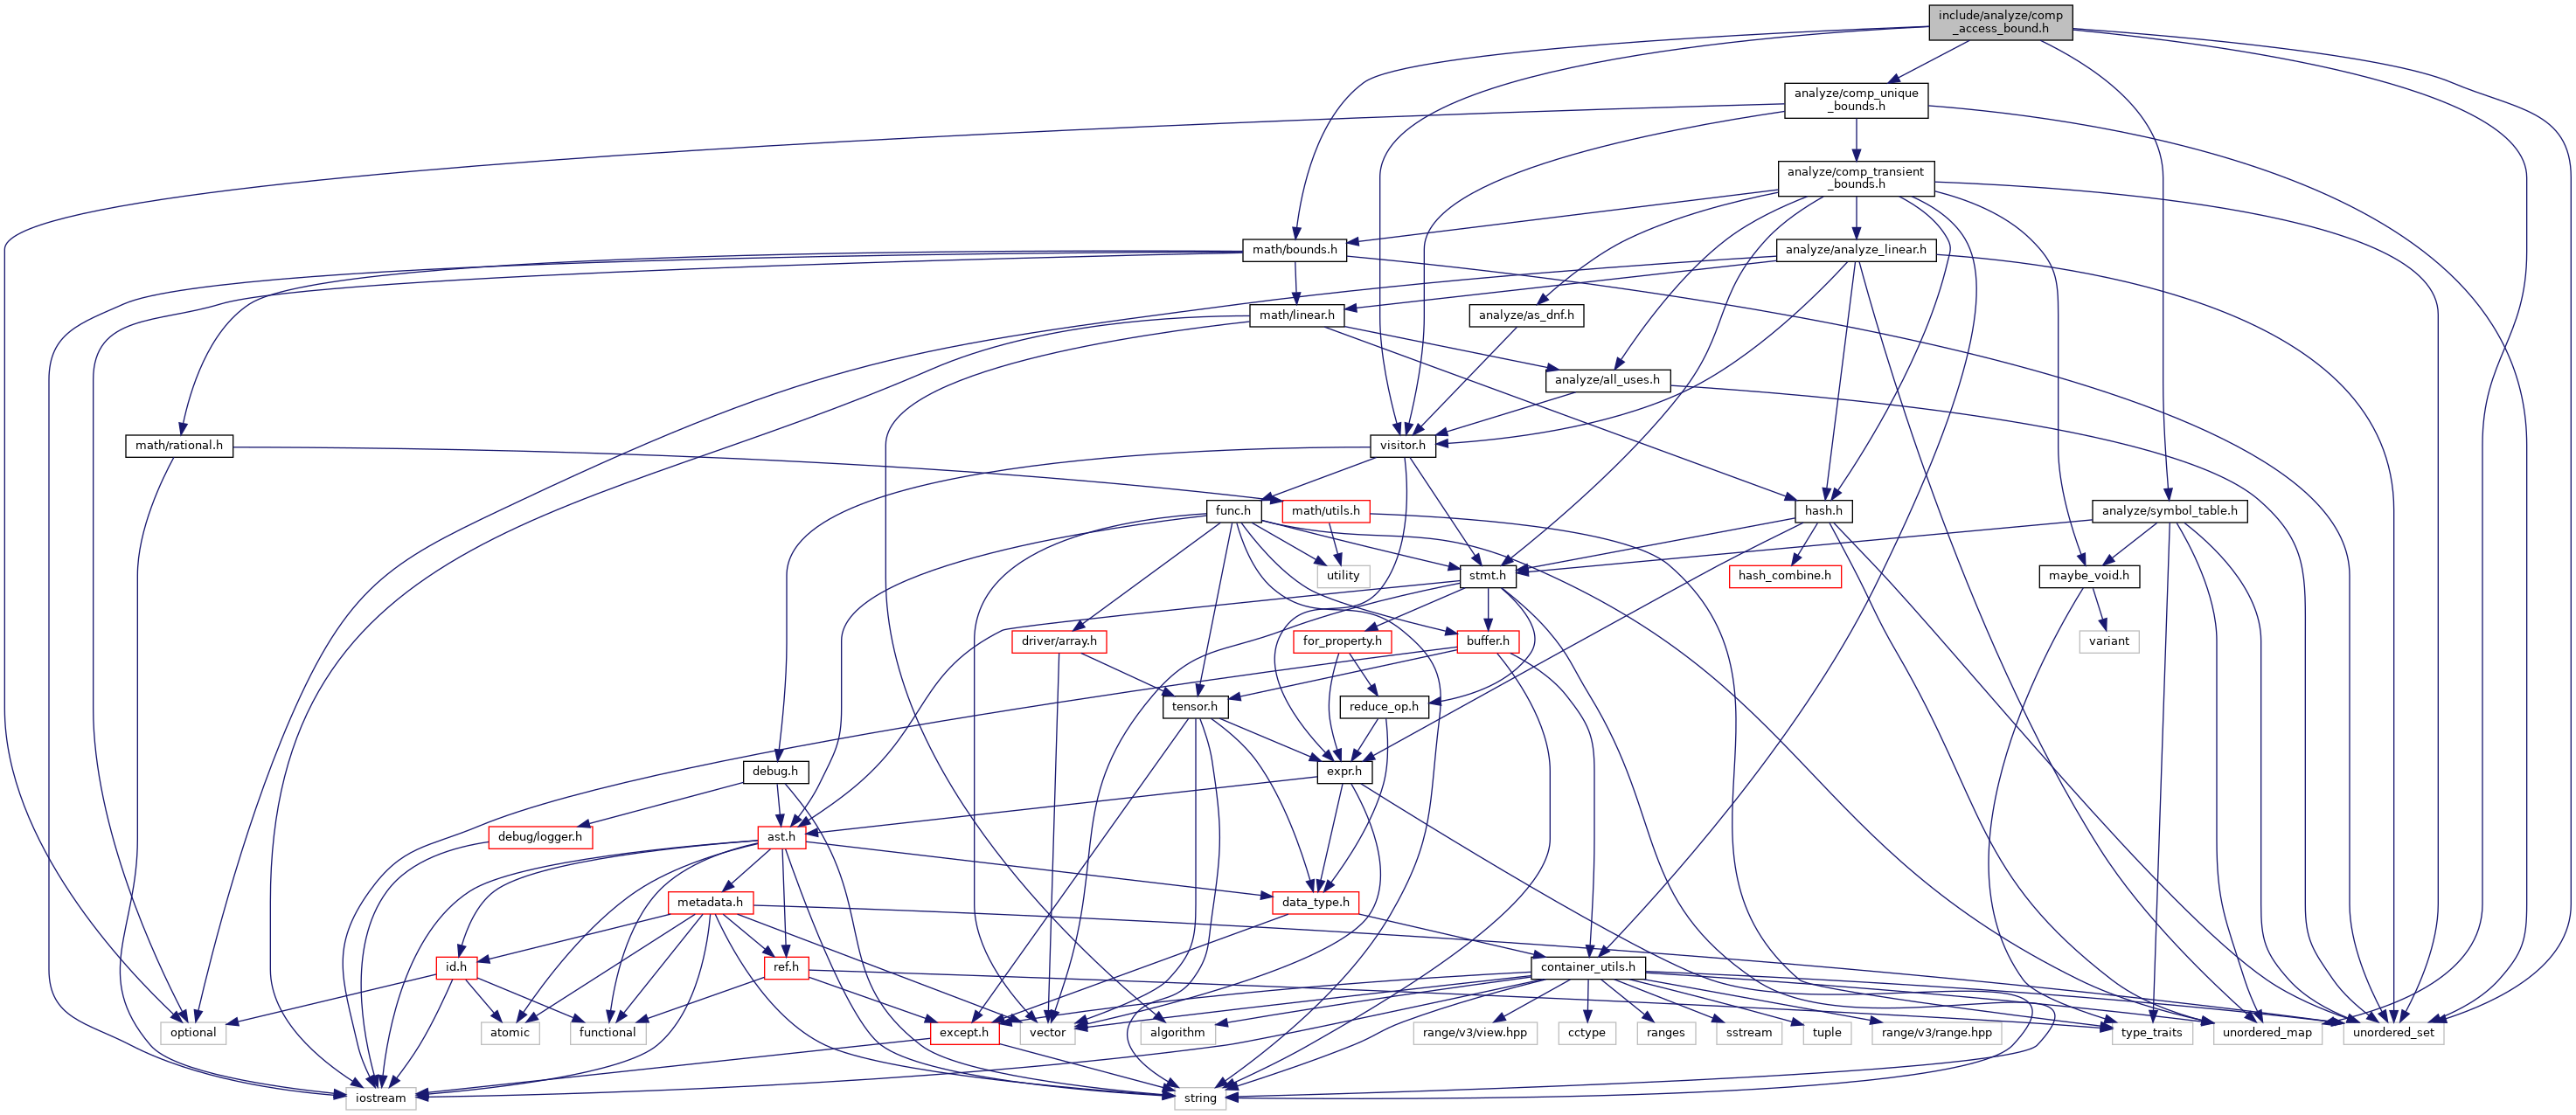 include/analyze/comp
_access_bound.h
analyze/comp_unique
_bounds.h
analyze/comp_transient
_bounds.h
math/bounds.h
analyze/analyze_linear.h
math/linear.h
analyze/as_dnf.h
analyze/all_uses.h
math/rational.h
visitor.h
func.h
math/utils.h
hash.h
analyze/symbol_table.h
utility
stmt.h
hash_combine.h
maybe_void.h
driver/array.h
for_property.h
buffer.h
variant
tensor.h
reduce_op.h
debug.h
expr.h
debug/logger.h
ast.h
metadata.h
data_type.h
id.h
ref.h
container_utils.h
optional
atomic
functional
except.h
vector
algorithm
range/v3/view.hpp
cctype
ranges
sstream
tuple
range/v3/range.hpp
type_traits
unordered_map
unordered_set
iostream
string